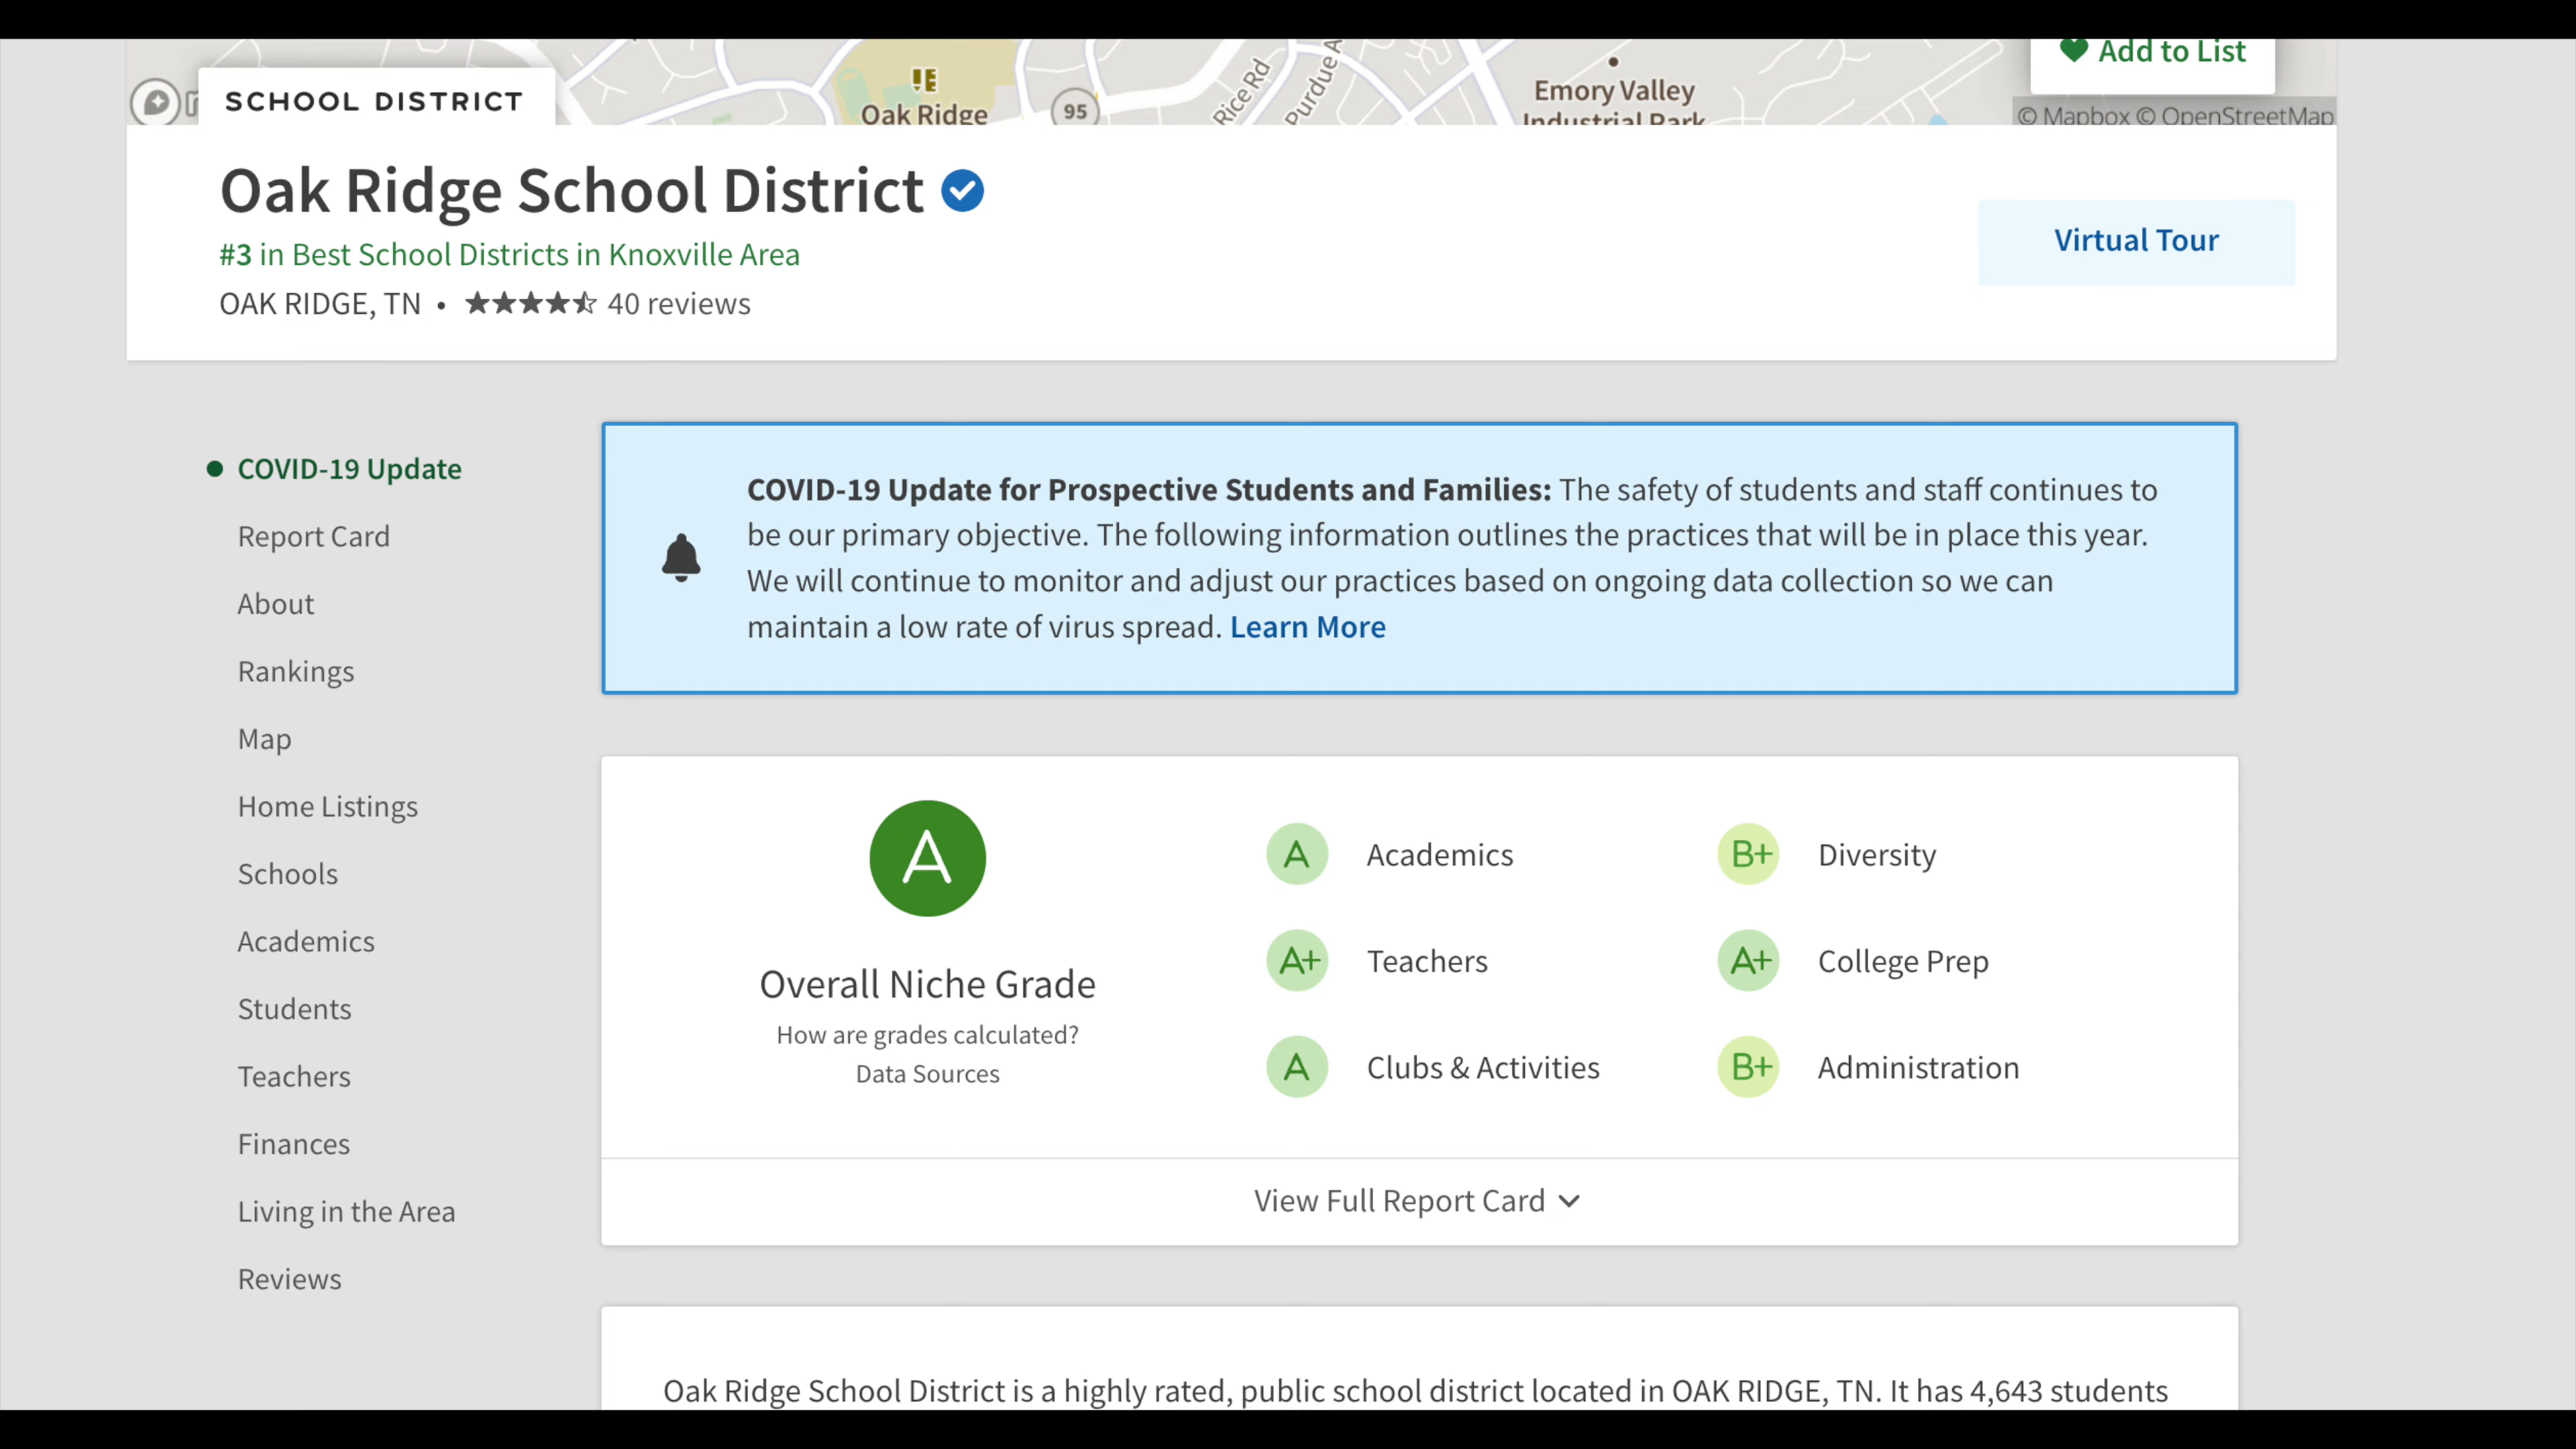 Add to List
Oak Ridge
95
Rice Rd
Purdue A
Emory Valley
Industrial Park
© Mapbox © OpenStreetMap
SCHOOL DISTRICT
Oak Ridge School District
#3 in Best School Districts in Knoxville Area
OAK RIDGE, TN • 40 reviews
Virtual Tour
COVID-19 Update
Report Card
About
Rankings
Map
Home Listings
Schools
Academics
Students
Teachers
Finances
Living in the Area
Reviews
COVID-19 Update for Prospective Students and Families: The safety of students and staff continues to
be our primary objective. The following information outlines the practices that will be in place this year.
We will continue to monitor and adjust our practices based on ongoing data collection so we can
maintain a low rate of virus spread. Learn More
A
Overall Niche Grade
How are grades calculated?
Data Sources
A Academics
B+ Diversity
A+ Teachers
A+ College Prep
A Clubs & Activities
B+ Administration
View Full Report Card
Oak Ridge School District is a highly rated, public school district located in OAK RIDGE, TN. It has 4,643 students